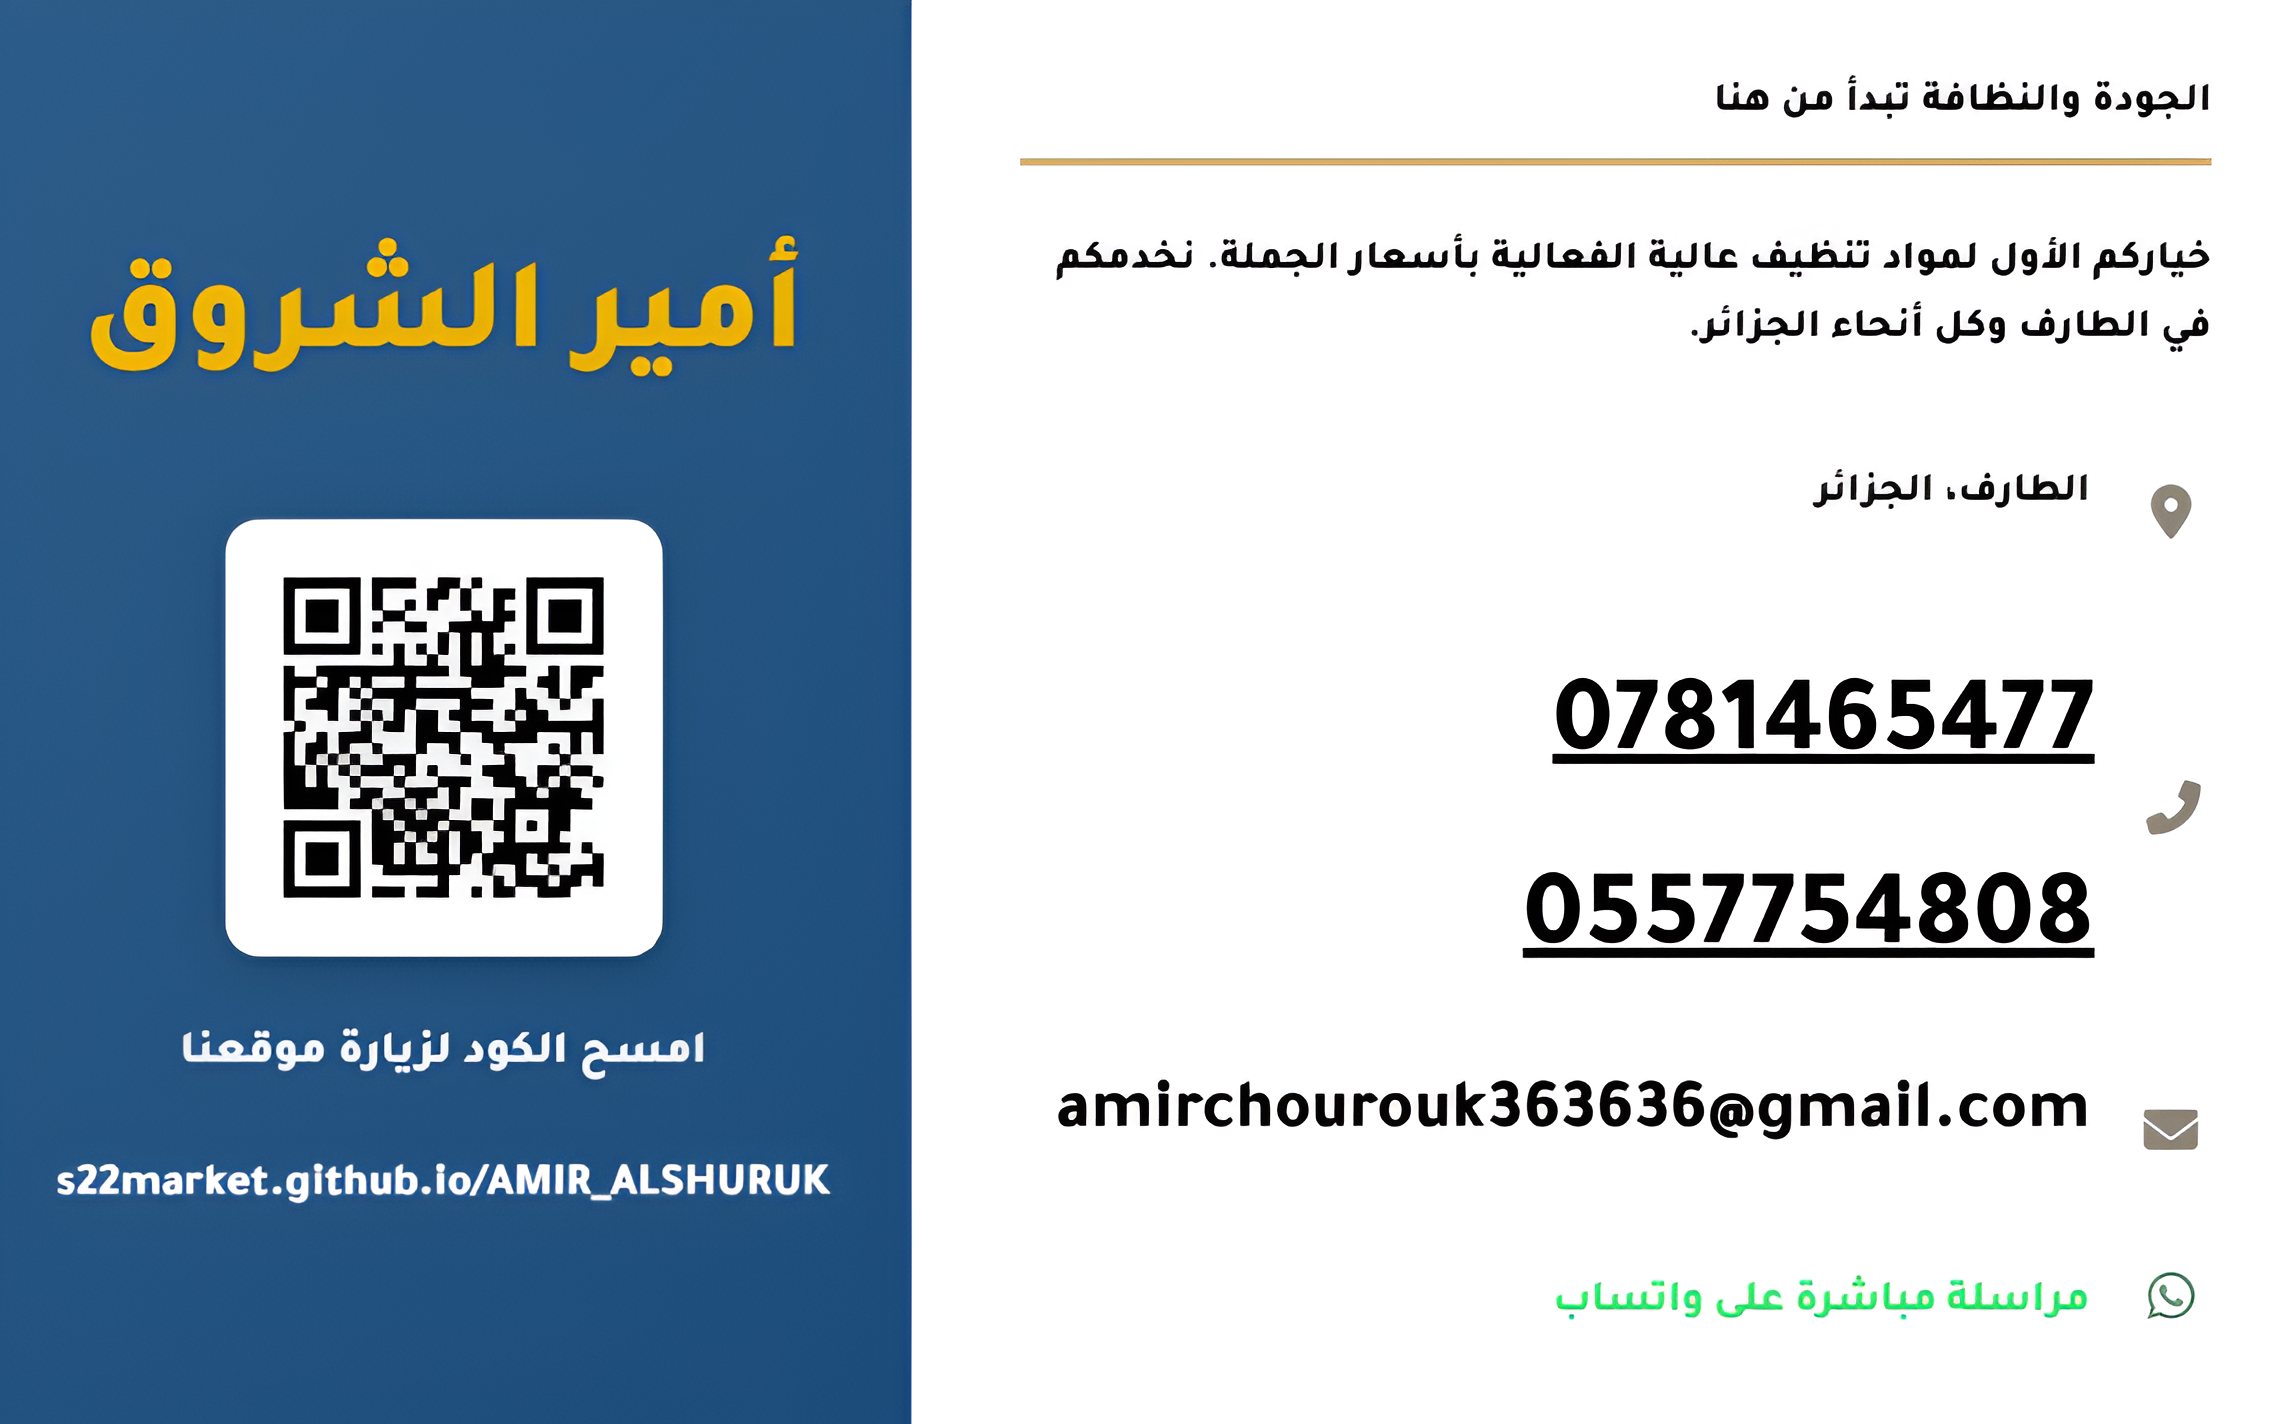 الجودة والنظافة تبدأ من هنا
خياركم الأول لمواد تنظيف عالية الفعالية بأسعار الجملة. نخدمكم
في الطارف وكل أنحاء الجزائر.
الطارف، الجزائر
0781465477
0557754808
amirchourouk363636@gmail.com
مراسلة مباشرة على واتساب
أمير الشروق
امسح الكود لزيارة موقعنا
s22market.github.io/AMIR_ALSHURUK